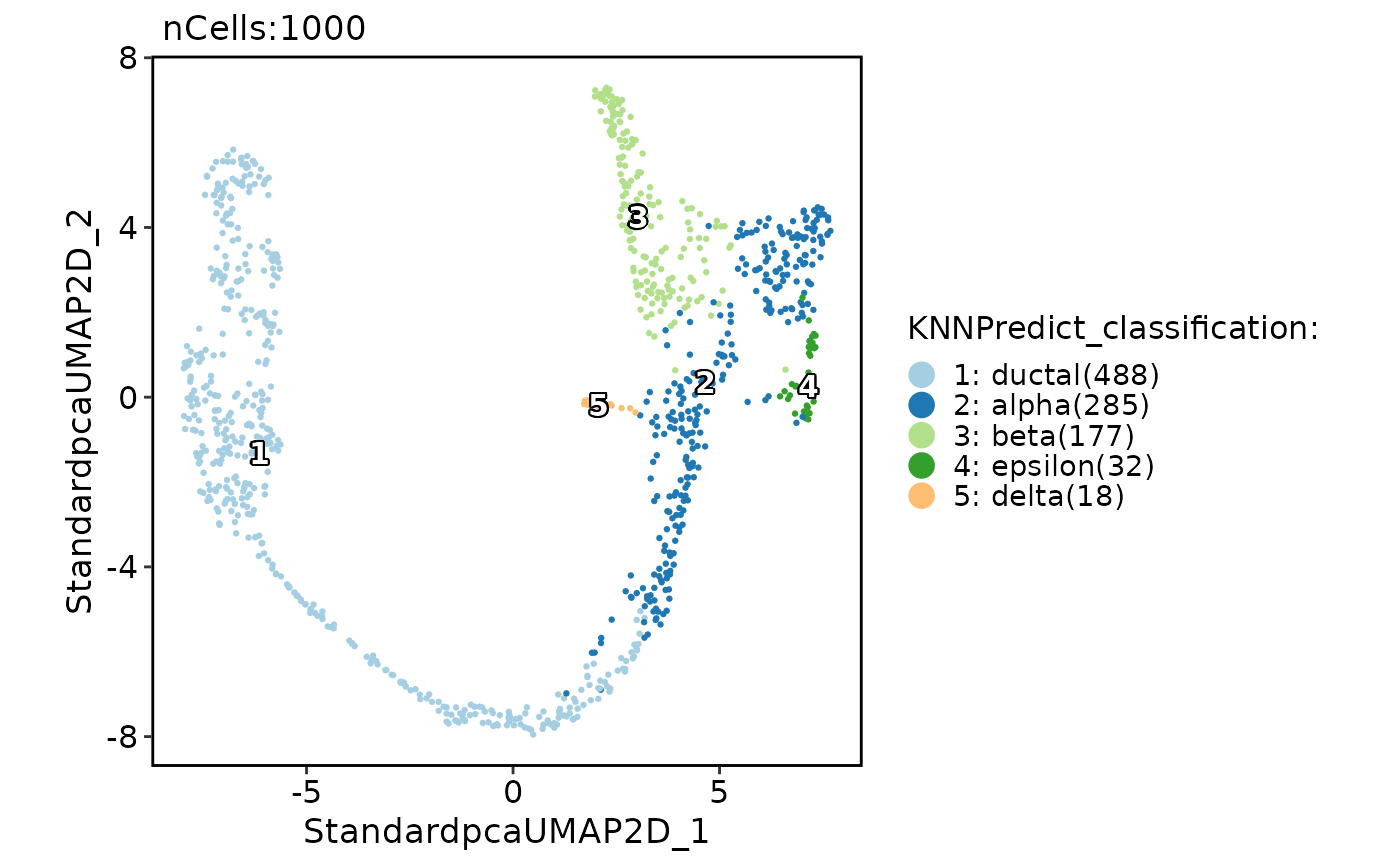 nCells:1000
8
4
0
-4
-8
StandardpcaUMAP2D_2
1
2
3
4
5
-5
0
5
StandardpcaUMAP2D_1
KNNPredict_classification:
1: ductal(488)
2: alpha(285)
3: beta(177)
4: epsilon(32)
5: delta(18)